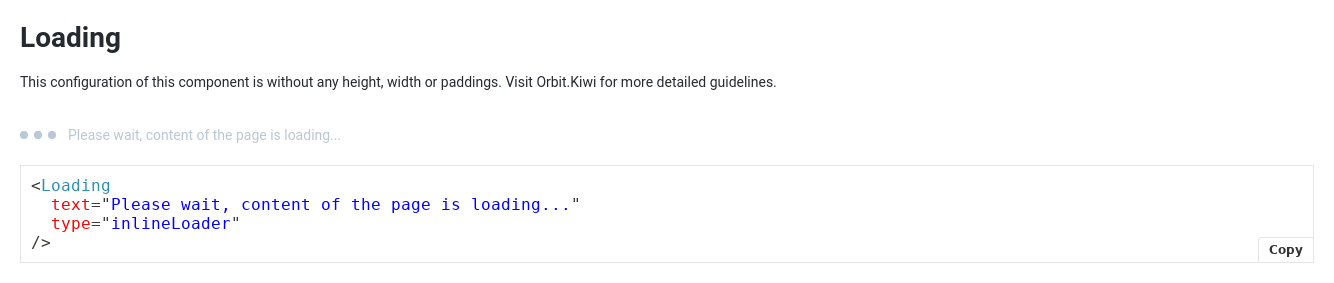 Loading
This configuration of this component is without any height, width or paddings. Visit Orbit.Kiwi for more detailed guidelines.
Please wait, content of the page is loading...
<Loading
  text="Please wait, content of the page is loading..."
  type="inlineLoader"
/>
Copy